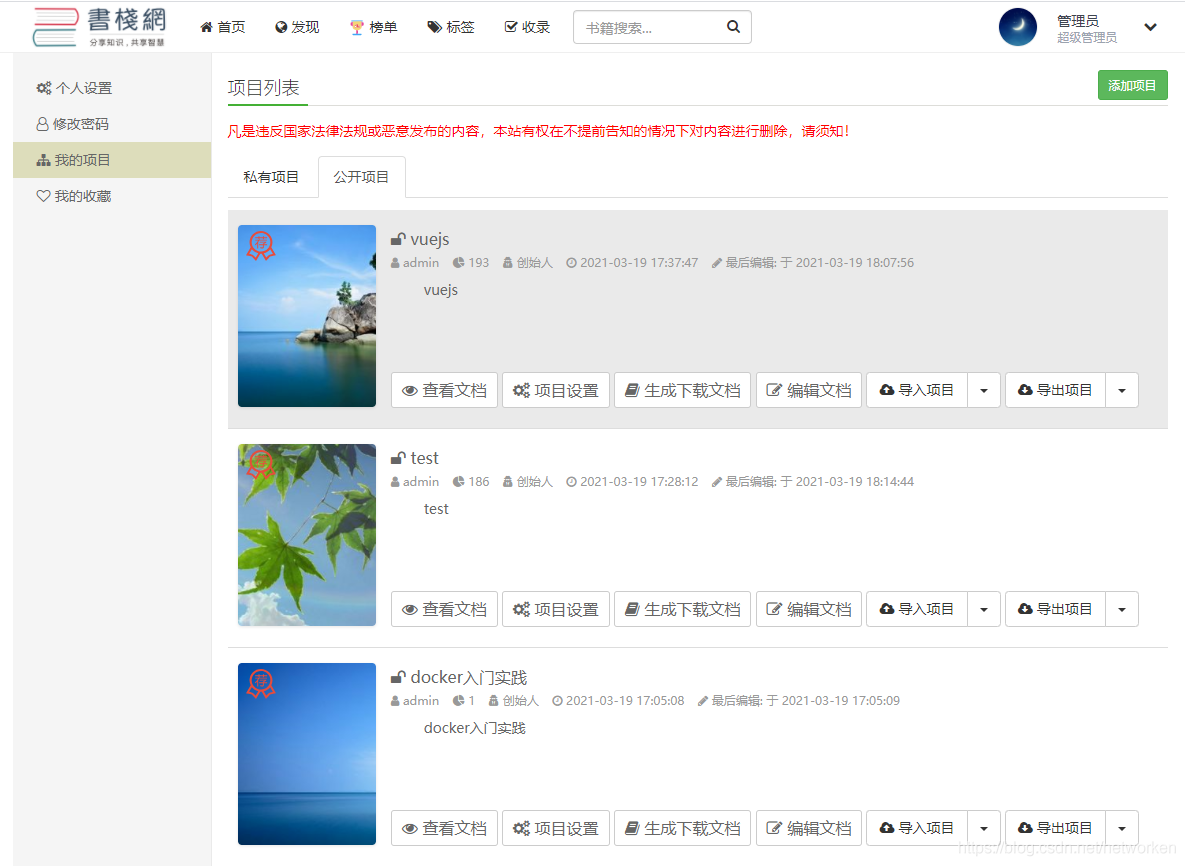 書棧網
分享知识，共享智慧
首页 发现 榜单 标签 收录 书籍搜索... 管理员
超级管理员
个人设置
修改密码
我的项目
我的收藏
项目列表 添加项目
凡是违反国家法律法规或恶意发布的内容，本站有权在不提前告知的情况下对内容进行删除，请须知！
私有项目 公开项目
荐
vuejs
admin 193 创始人 2021-03-19 17:37:47 最后编辑: 于 2021-03-19 18:07:56
vuejs
查看文档 项目设置 生成下载文档 编辑文档 导入项目 导出项目
荐
test
admin 186 创始人 2021-03-19 17:28:12 最后编辑: 于 2021-03-19 18:14:44
test
查看文档 项目设置 生成下载文档 编辑文档 导入项目 导出项目
荐
docker入门实践
admin 1 创始人 2021-03-19 17:05:08 最后编辑: 于 2021-03-19 17:05:09
docker入门实践
查看文档 项目设置 生成下载文档 编辑文档 导入项目 导出项目
https://blog.csdn.net/networken